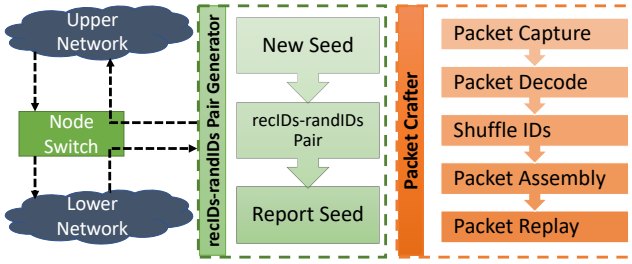 Upper
Network
Node
Switch
Lower
Network
recIDs-randIDs Pair Generator
New Seed
recIDs-randIDs
Pair
Report Seed
Packet Crafter
Packet Capture
Packet Decode
Shuffle IDs
Packet Assembly
Packet Replay